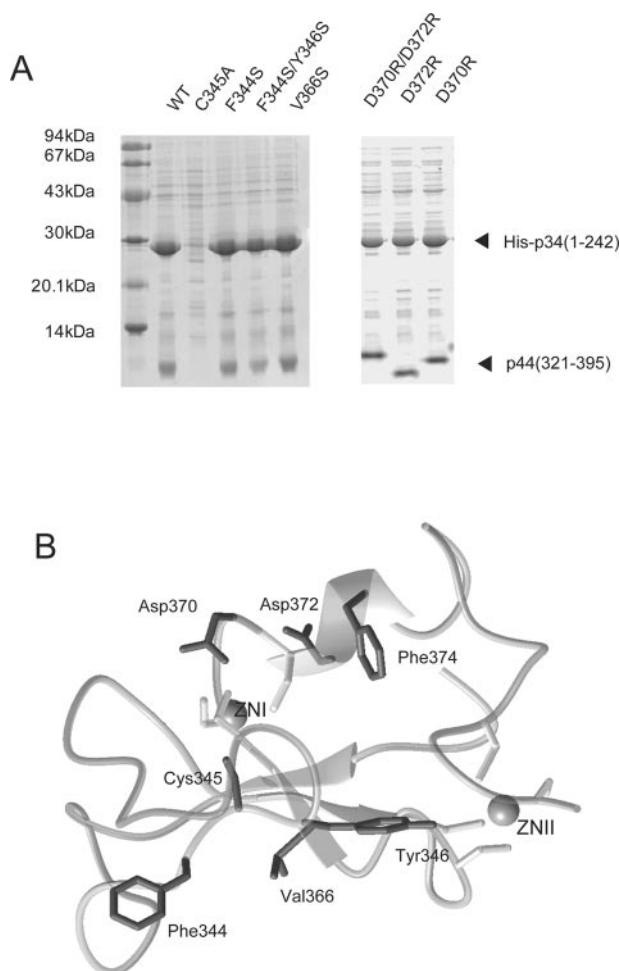 A
WT
C345A
F344S
F344S/Y346S
V366S
D370R/D372R
D372R
D370R
94kDa
67kDa
43kDa
30kDa
20.1kDa
14kDa
His-p34(1-242)
p44(321-395)
B
Asp370
Asp372
Phe374
ZNI
Cys345
ZNII
Tyr346
Val366
Phe344